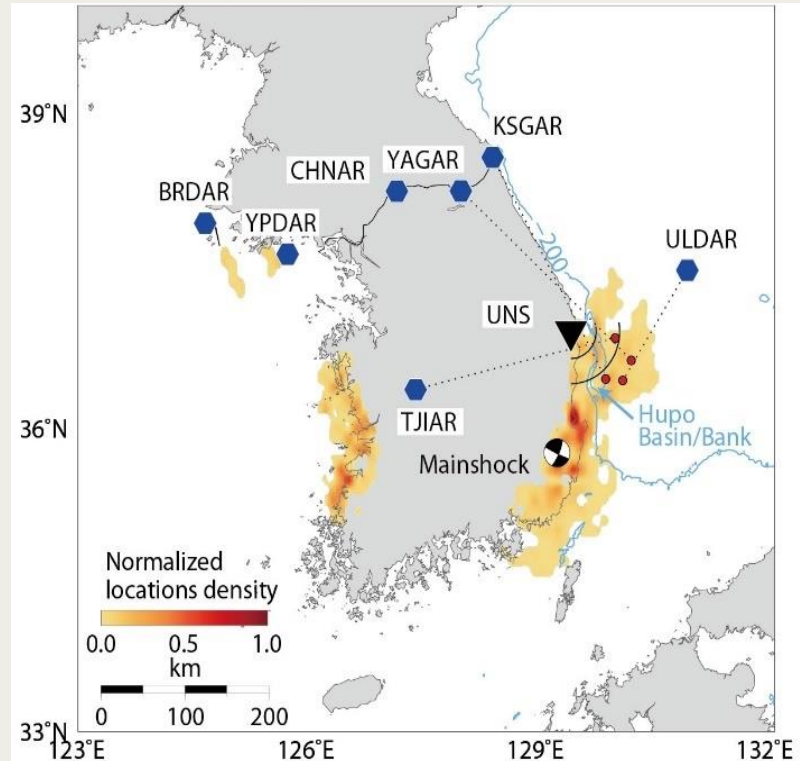 39°N
KSGAR
CHNAR
YAGAR
BRDAR
YPDAR
-200
ULDAR
UNS
36°N
TJIAR
Hupo
Basin/Bank
Mainshock
Normalized
locations density
0.0 0.5 1.0
km
0 100 200
33°N
123°E 126°E 129°E 132°E